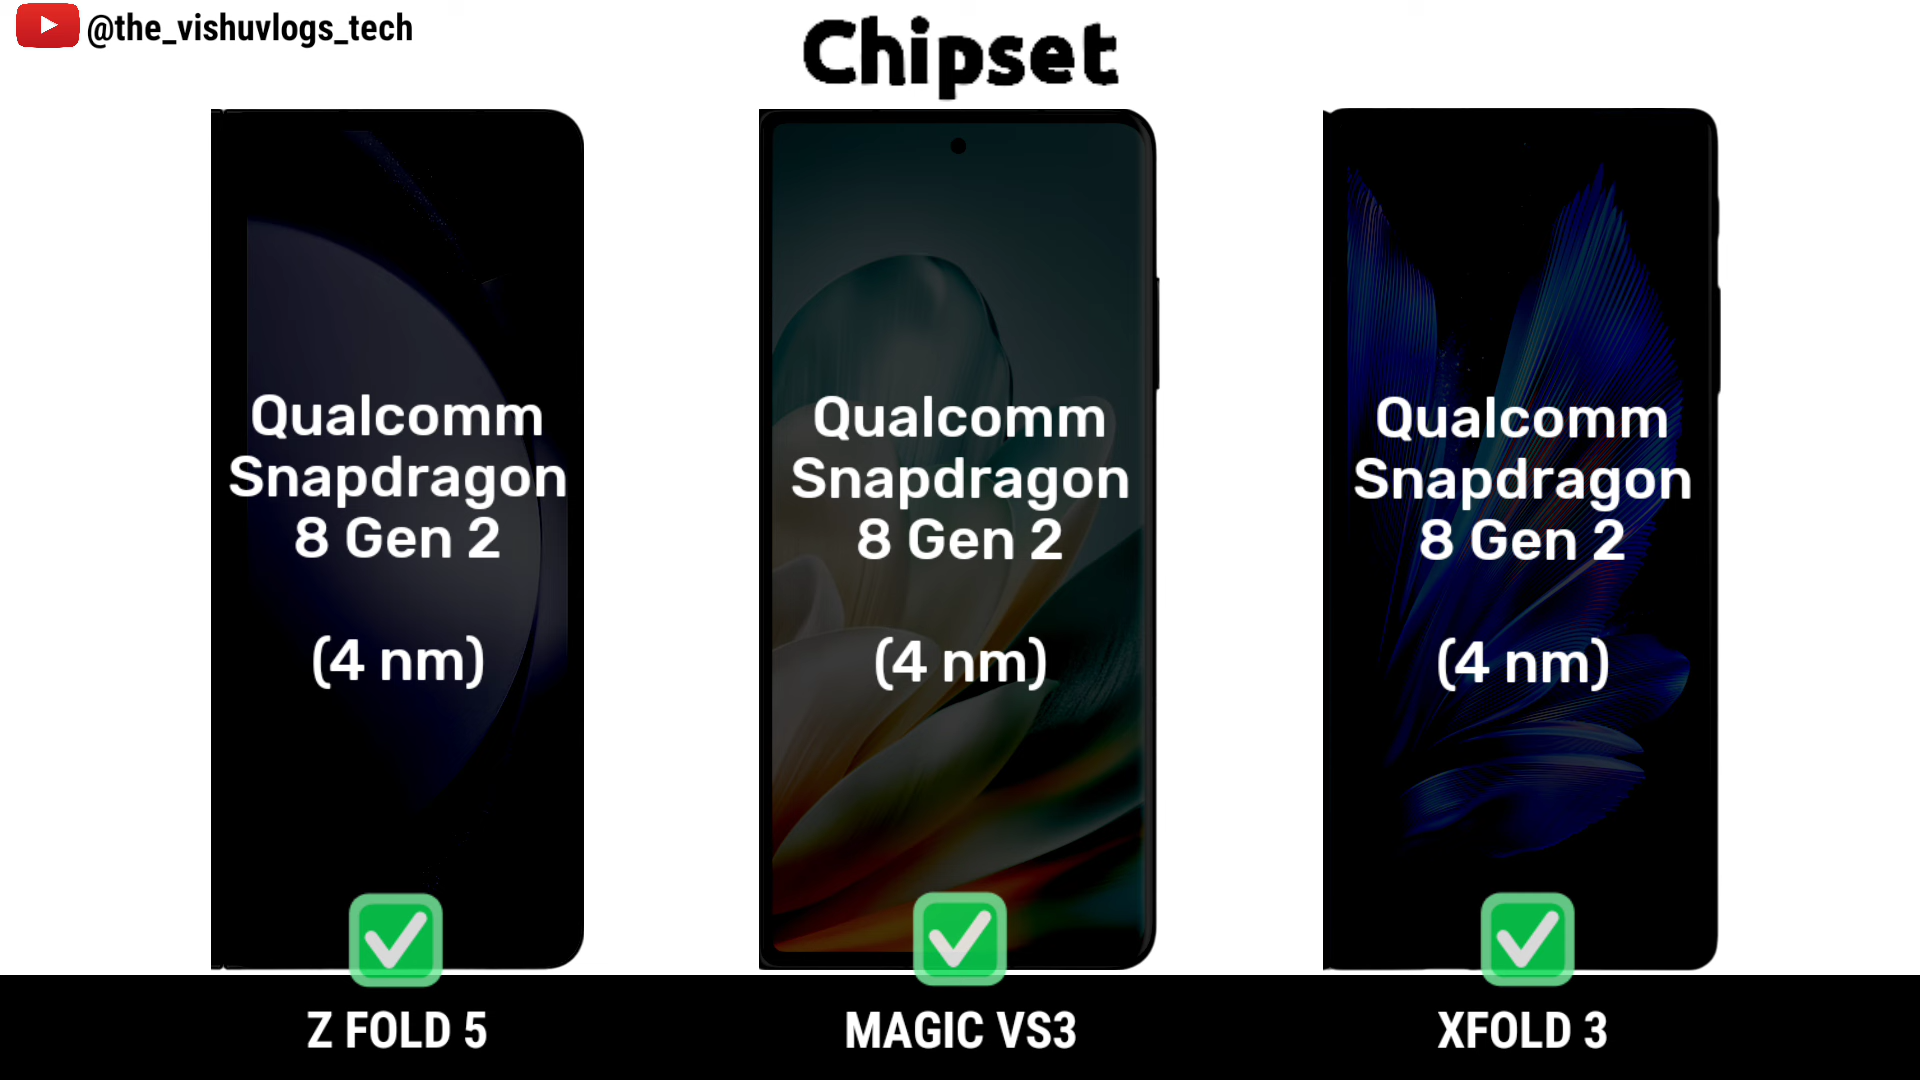 @the_vishuvlogs_tech
Chipset
Qualcomm
Snapdragon
8 Gen 2
(4 nm)
Qualcomm
Snapdragon
8 Gen 2
(4 nm)
Qualcomm
Snapdragon
8 Gen 2
(4 nm)
Z FOLD 5
MAGIC VS3
XFOLD 3